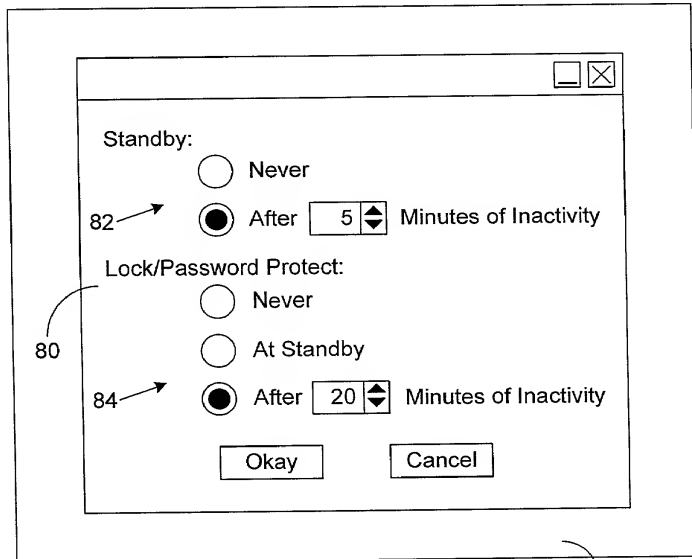 Standby:
Never
82
After 5 Minutes of Inactivity
Lock/Password Protect:
Never
80
At Standby
84
After 20 Minutes of Inactivity
Okay
Cancel